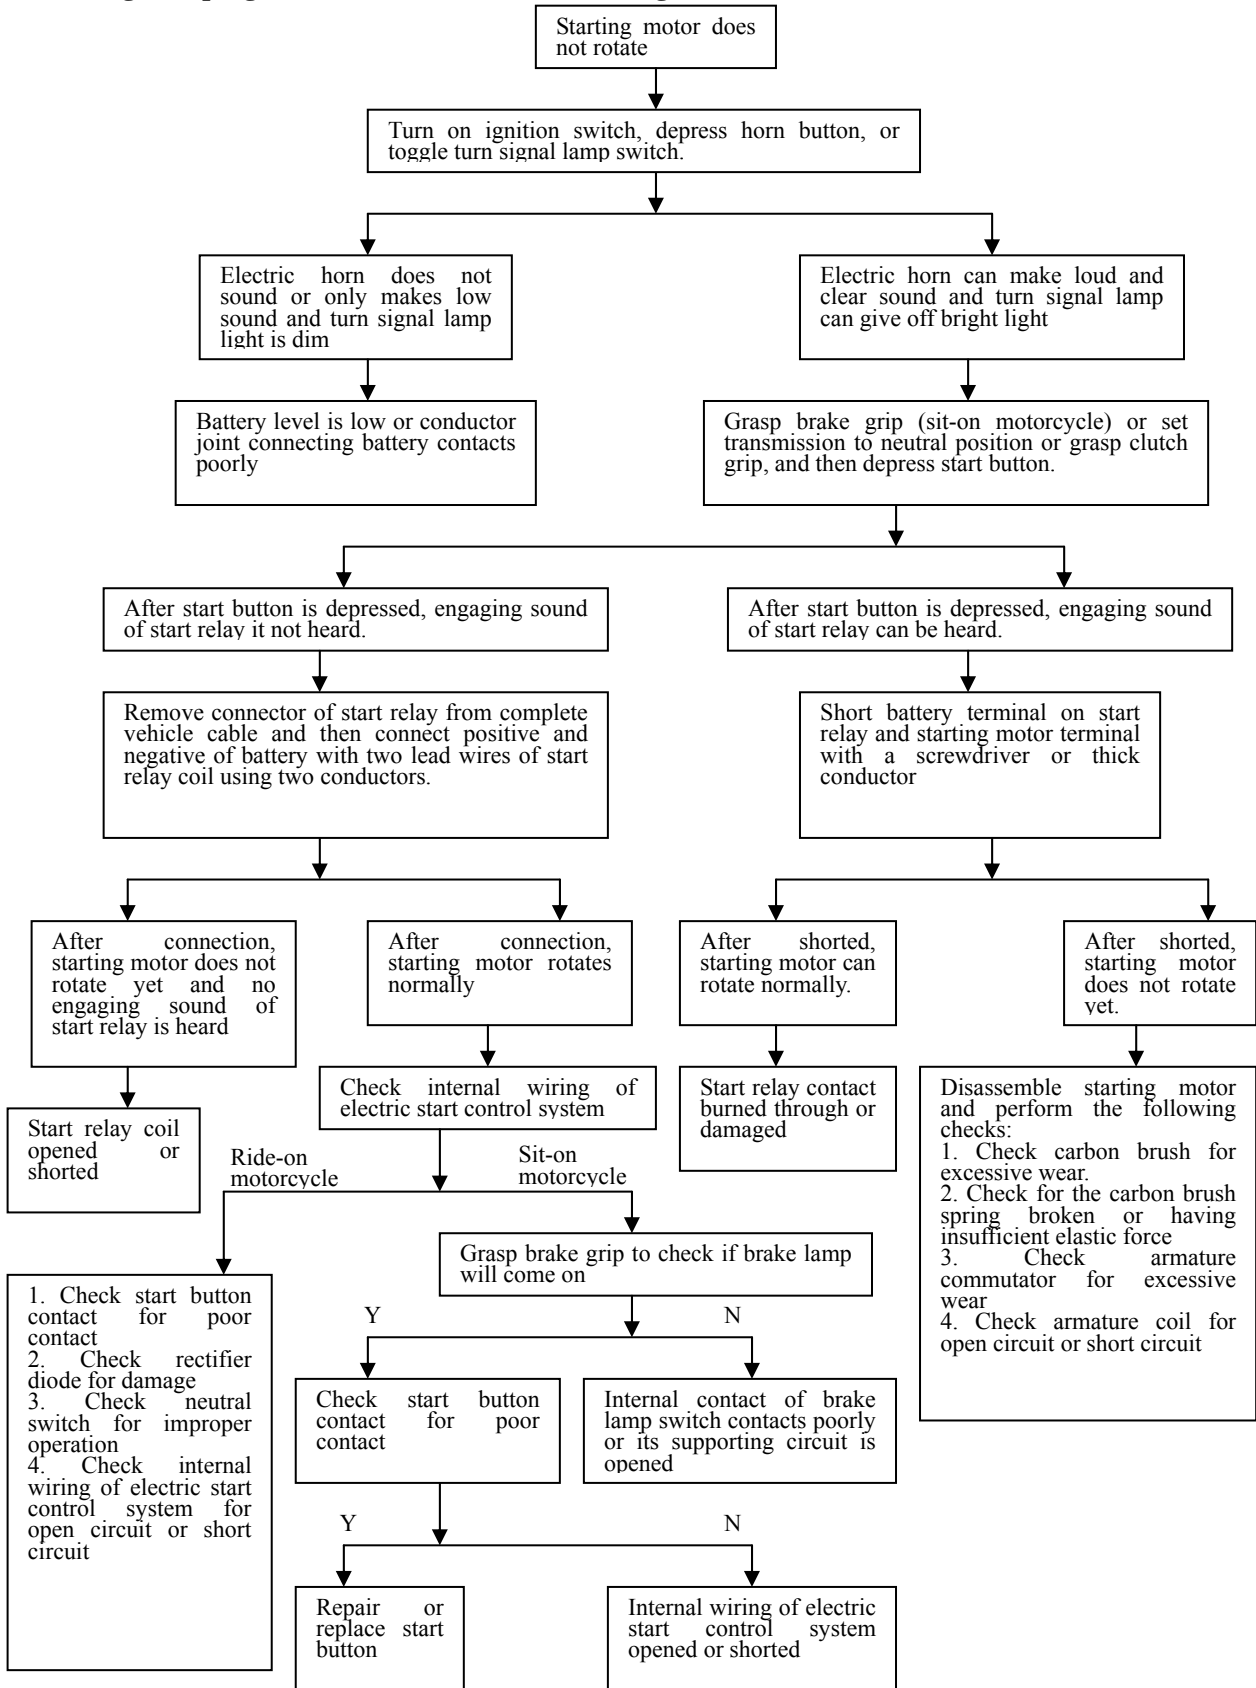 Starting motor does
not rotate
Turn on ignition switch, depress horn button, or
toggle turn signal lamp switch.
Electric horn does not
sound or only makes low
sound and turn signal lamp
light is dim
Electric horn can make loud and
clear sound and turn signal lamp
can give off bright light
Battery level is low or conductor
joint connecting battery contacts
poorly
Grasp brake grip (sit-on motorcycle) or set
transmission to neutral position or grasp clutch
grip, and then depress start button.
After start button is depressed, engaging sound
of start relay it not heard.
After start button is depressed, engaging sound
of start relay can be heard.
Remove connector of start relay from complete
vehicle cable and then connect positive and
negative of battery with two lead wires of start
relay coil using two conductors.
Short battery terminal on start
relay and starting motor terminal
with a screwdriver or thick
conductor
After connection,
starting motor does not
rotate yet and no
engaging sound of
start relay is heard
After connection,
starting motor rotates
normally
After shorted,
starting motor can
rotate normally.
After shorted,
starting motor
does not rotate
yet.
Start relay coil
opened or
shorted
Check internal wiring of
electric start control system
Start relay contact
burned through or
damaged
Disassemble starting motor
and perform the following
checks:
1. Check carbon brush for
excessive wear.
2. Check for the carbon brush
spring broken or having
insufficient elastic force
3. Check armature
commutator for excessive
wear
4. Check armature coil for
open circuit or short circuit
Ride-on
motorcycle
Sit-on
motorcycle
Grasp brake grip to check if brake lamp
will come on
1. Check start button
contact for poor
contact
2. Check rectifier
diode for damage
3. Check neutral
switch for improper
operation
4. Check internal
wiring of electric start
control system for
open circuit or short
circuit
Y
N
Check start button
contact for poor
contact
Internal contact of brake
lamp switch contacts poorly
or its supporting circuit is
opened
Y
N
Repair or
replace start
button
Internal wiring of electric
start control system
opened or shorted